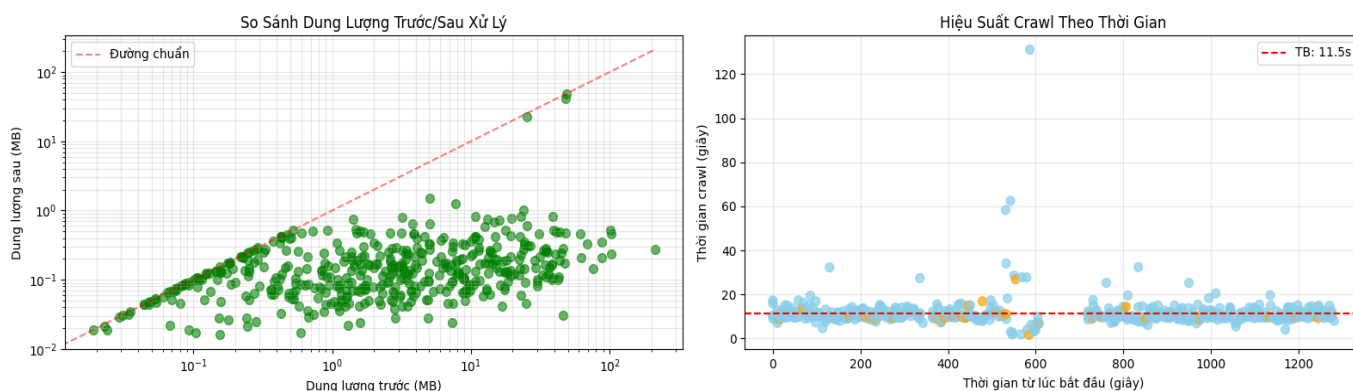 So Sánh Dung Lượng Trước/Sau Xử Lý
Đường chuẩn
10²
10¹
10⁰
10⁻¹
10⁻²
Dung lượng sau (MB)
10⁻¹
10⁰
10¹
10²
Dung lượng trước (MB)
Hiệu Suất Crawl Theo Thời Gian
TB: 11.5s
120
100
80
60
40
20
0
Thời gian crawl (giây)
0
200
400
600
800
1000
1200
Thời gian từ lúc bắt đầu (giây)